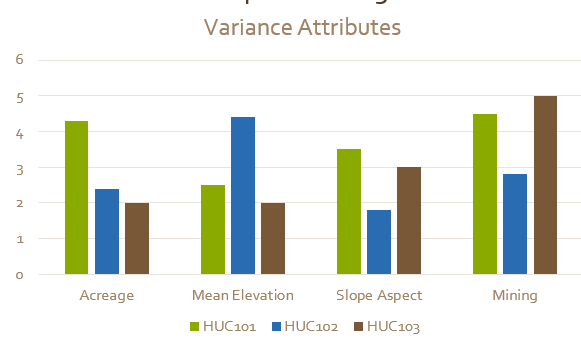 Variance Attributes
6
5
4
3
2
1
0
Acreage Mean Elevation Slope Aspect Mining
HUC101 HUC102 HUC103